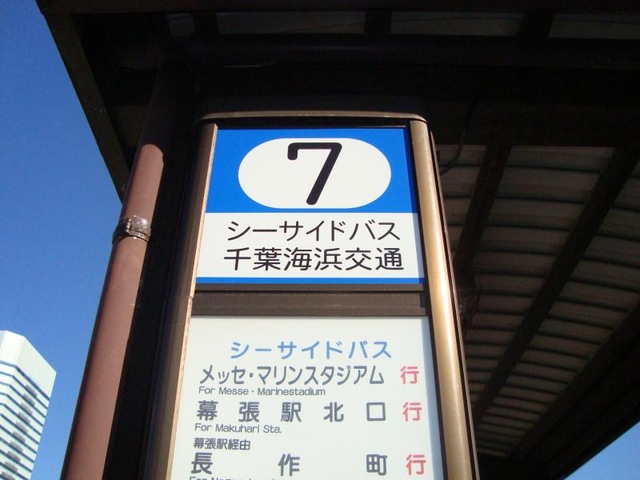 7
シーサイドバス
千葉海浜交通
シーサイドバス
メッセ・マリンスタジアム 行
For Messe・Marinestadium
幕張駅北口 行
For Makuhari Sta.
幕張駅経由
長作町 行